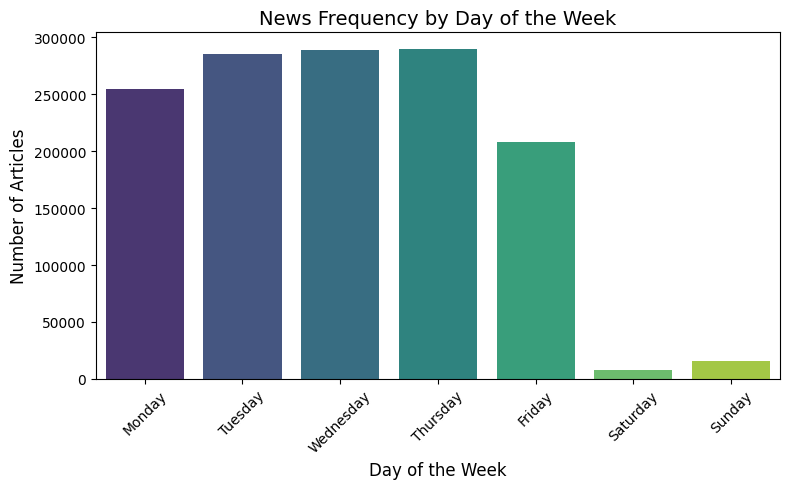 News Frequency by Day of the Week
Number of Articles
300000
250000
200000
150000
100000
50000
0
Monday
Tuesday
Wednesday
Thursday
Friday
Saturday
Sunday
Day of the Week